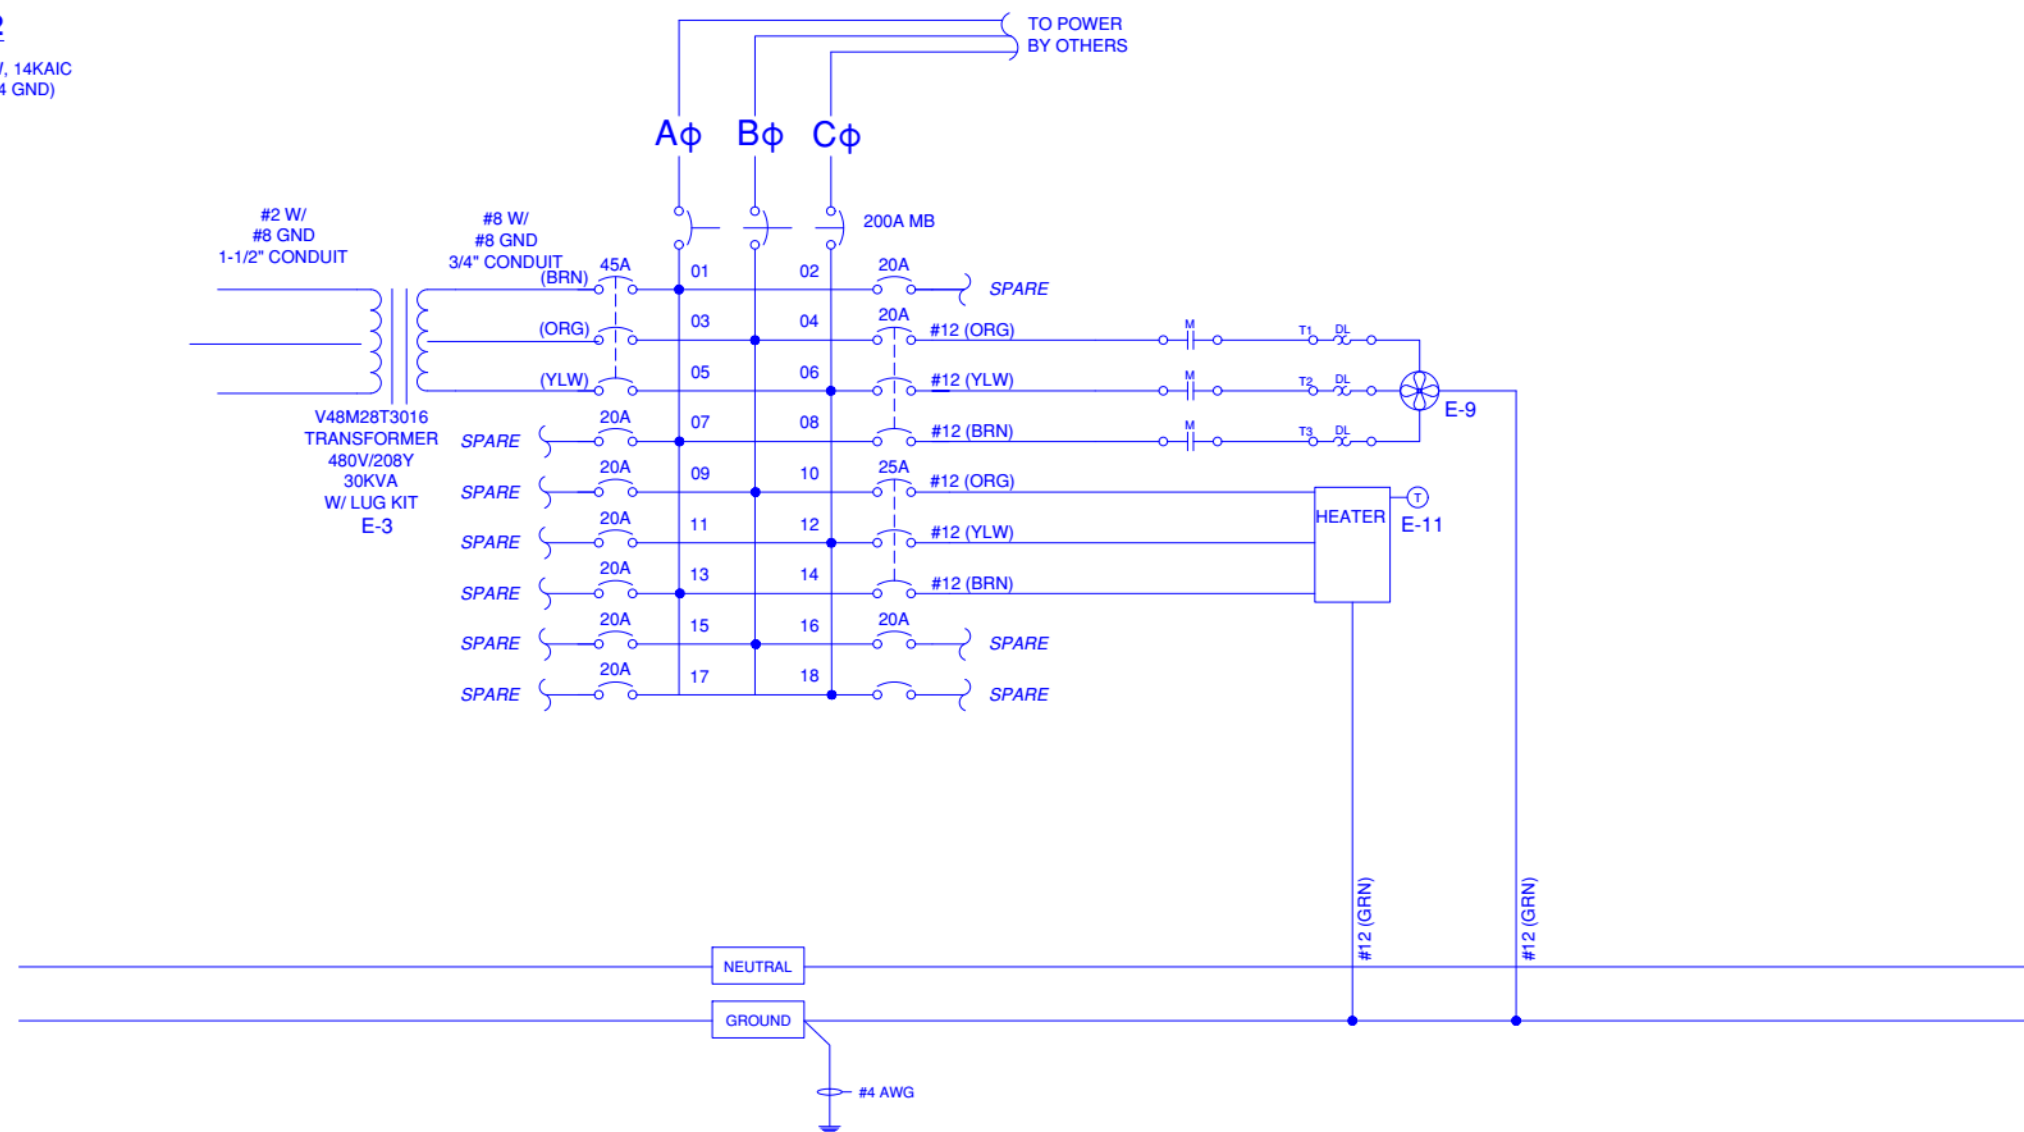 2
, 14KAIC
4 GND)
TO POWER
BY OTHERS
Aϕ Bϕ Cϕ
200A MB
#2 W/
#8 GND
1-1/2" CONDUIT
#8 W/
#8 GND
3/4" CONDUIT
(BRN) 45A 01 02 20A SPARE
(ORG) 03 04 20A #12 (ORG) M T1 DL
(YLW) 05 06 #12 (YLW) M T2 DL
E-9
V48M28T3016
TRANSFORMER
480V/208Y
30KVA
W/ LUG KIT
E-3
SPARE 20A 07 08 #12 (BRN) M T3 DL
SPARE 20A 09 10 25A #12 (ORG)
HEATER T
E-11
SPARE 20A 11 12 #12 (YLW)
SPARE 20A 13 14 #12 (BRN)
SPARE 20A 15 16 20A SPARE
SPARE 20A 17 18 SPARE
#12 (GRN)
#12 (GRN)
NEUTRAL
GROUND
#4 AWG